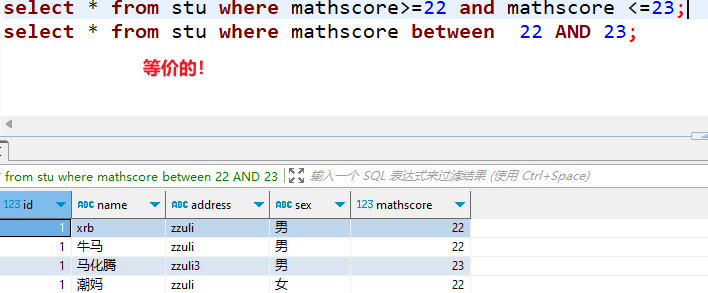 select * from stu where mathscore>=22 and mathscore <=23;
select * from stu where mathscore between  22 AND 23;
等价的!
from stu where mathscore between 22 AND 23 输入一个 SQL 表达式来过滤结果 (使用 Ctrl+Space)
123 id ABC name ABC address ABC sex 123 mathscore
1 xrb zzuli 男 22
1 牛马 zzuli 男 22
1 马化腾 zzuli3 男 23
1 潮妈 zzuli 女 22